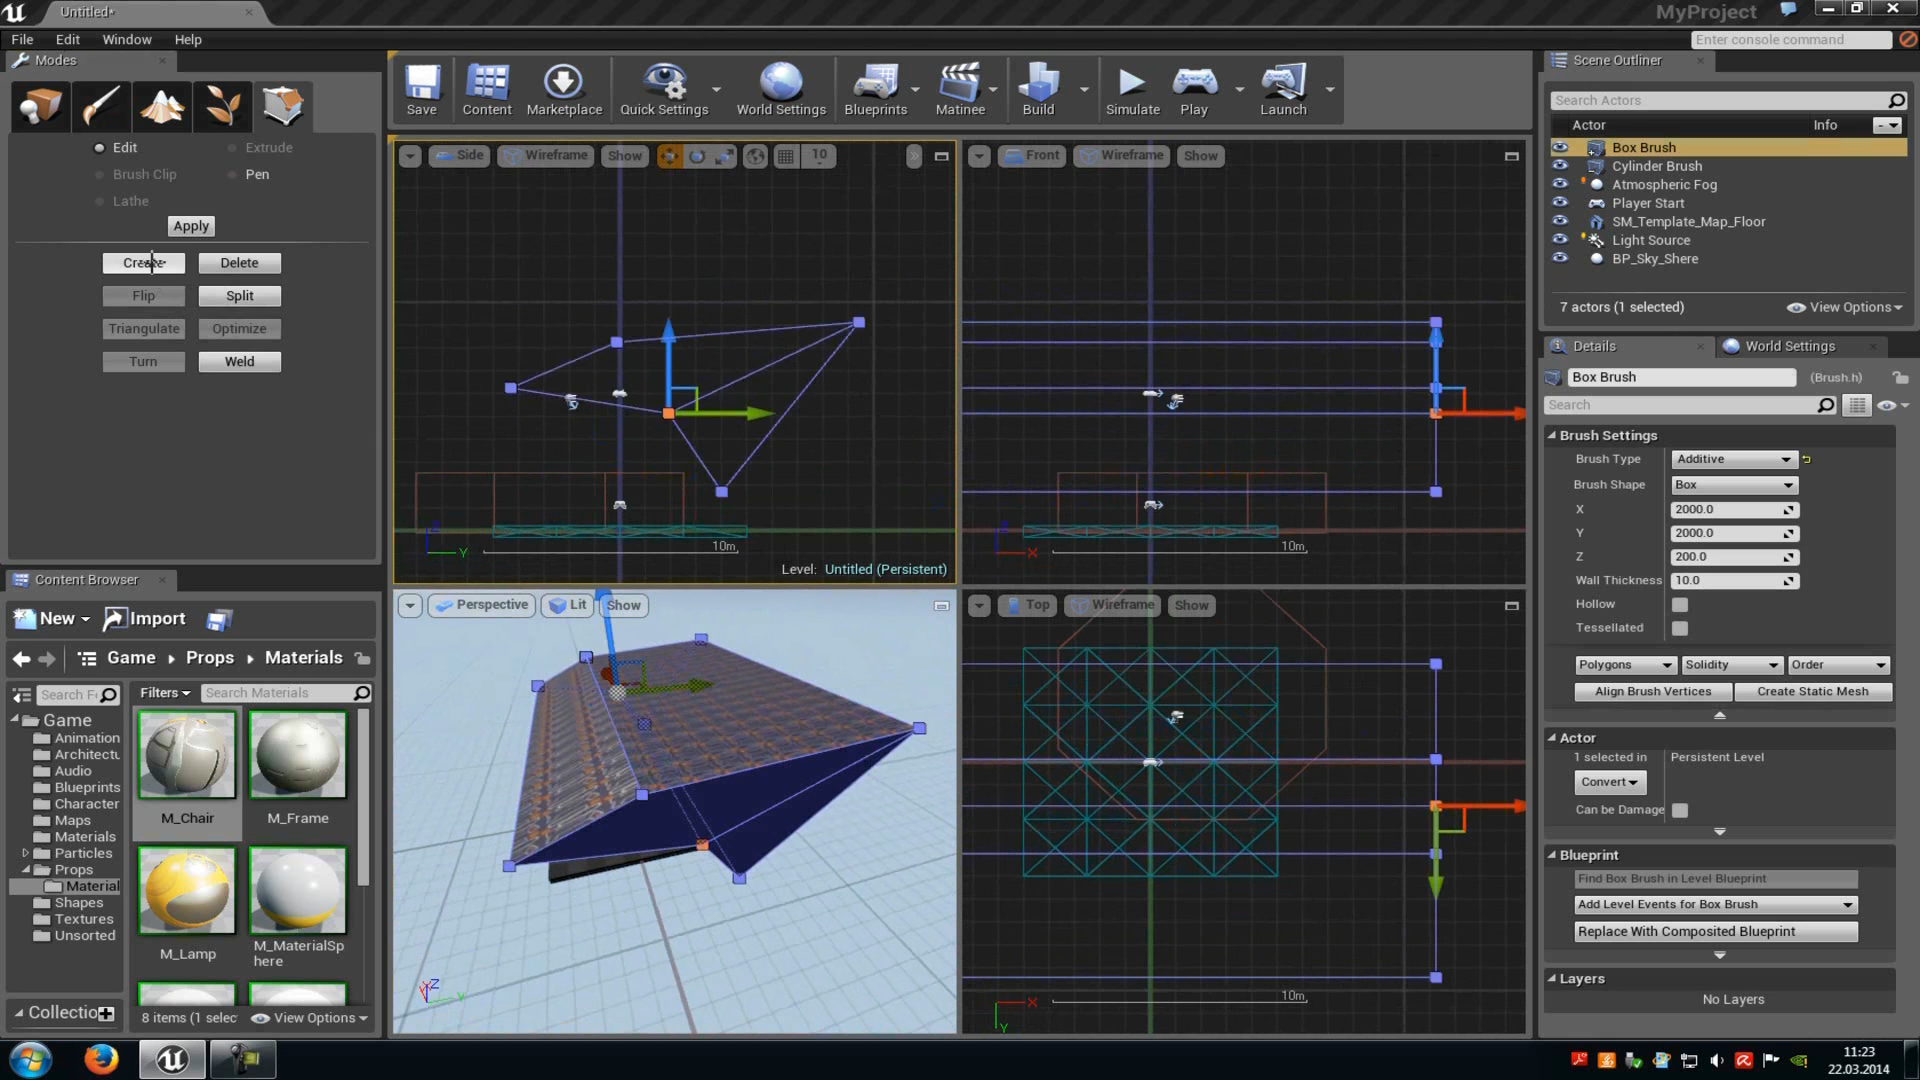 Untitled*
MyProject
File Edit Window Help
Enter console command
Modes
Save
Content
Marketplace
Quick Settings
World Settings
Blueprints
Matinee
Build
Simulate
Play
Launch
Edit
Extrude
Brush Clip
Pen
Lathe
Apply
Delete
Flip
Split
Triangulate
Optimize
Turn
Weld
Side
Wireframe
Show
10
10m
Level: Untitled (Persistent)
Front
Wireframe
Show
10m
Perspective
Lit
Show
Top
Wireframe
Show
10m
Content Browser
New
Import
Game Props Materials
Filters
Search Materials
Game
Animation
Audio
Blueprints
Character
Maps
Materials
Particles
Props
Material
Shapes
Textures
Unsorted
M_Chair
M_Frame
M_Lamp
M_MaterialSp
here
8 items (1 selec
View Options
Collectio
Scene Outliner
Search Actors
Actor
Info
Box Brush
Cylinder Brush
Atmospheric Fog
Player Start
SM_Template_Map_Floor
Light Source
BP_Sky_Shere
7 actors (1 selected)
View Options
Details
World Settings
Box Brush
(Brush.h)
Search
Brush Settings
Brush Type
Additive
Brush Shape
Box
X
2000.0
Y
2000.0
Z
200.0
Wall Thickness
10.0
Hollow
Tessellated
Polygons
Solidity
Order
Align Brush Vertices
Create Static Mesh
Actor
1 selected in
Persistent Level
Convert
Can be Damage
Blueprint
Find Box Brush in Level Blueprint
Add Level Events for Box Brush
Replace With Composited Blueprint
Layers
No Layers
11:23
22.03.2014